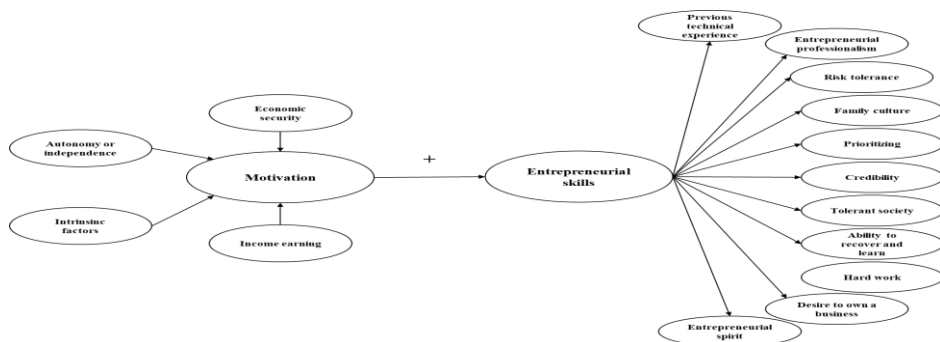 Previous technical
experience
Entrepreneurial
professionalism
Risk tolerance
Economic
security
Family culture
Autonomy or
independence
Prioritizing
+
Motivation
Entrepreneurial
skills
Credibility
Tolerant society
Intrinsinc
factors
Income earning
Ability to
recover and
learn
Hard work
Desire to own a
business
Entrepreneurial
spirit